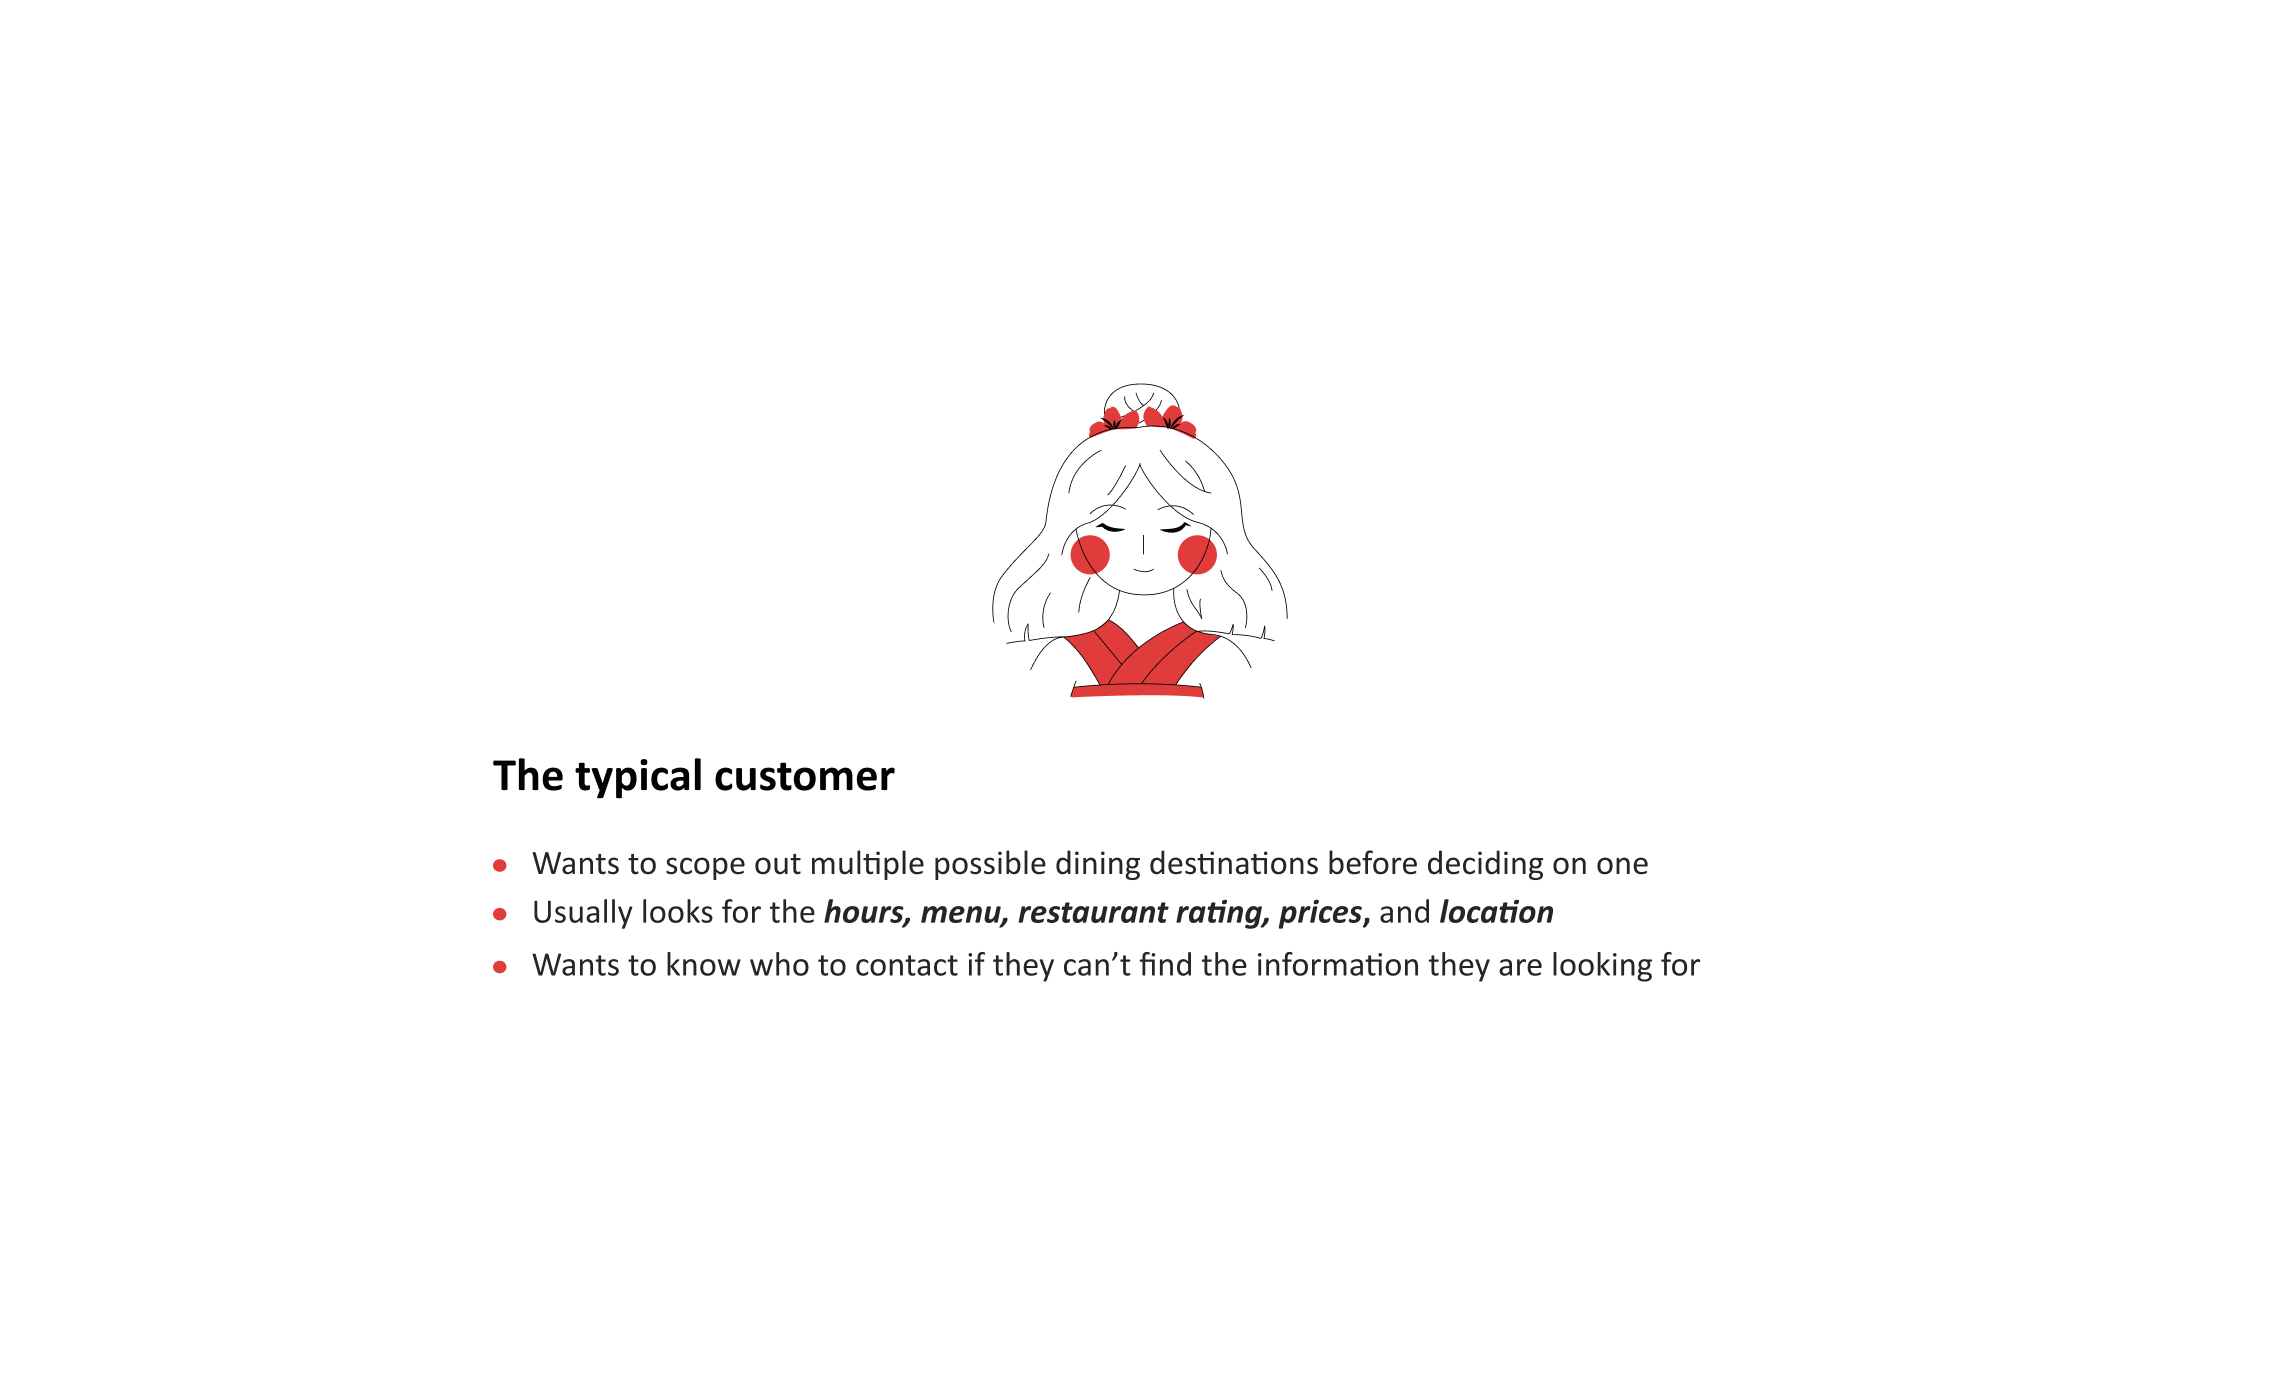 The typical customer
Wants to scope out multiple possible dining destinations before deciding on one
Usually looks for the hours, menu, restaurant rating, prices, and location
Wants to know who to contact if they can’t find the information they are looking for